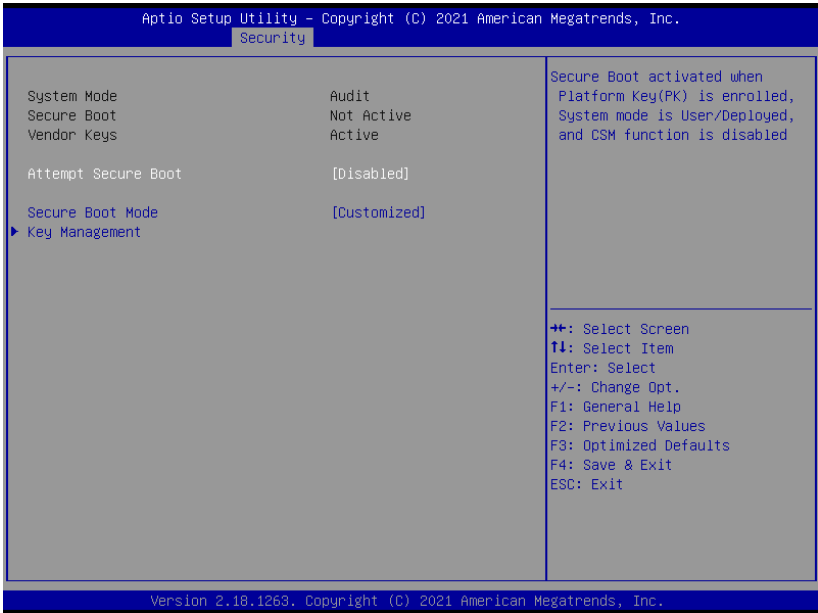 Aptio Setup Utility – Copyright (C) 2021 American Megatrends, Inc.
Security
System Mode Audit
Secure Boot Not Active
Vendor Keys Active
Attempt Secure Boot [Disabled]
Secure Boot Mode [Customized]
Key Management
Secure Boot activated when
Platform Key(PK) is enrolled,
System mode is User/Deployed,
and CSM function is disabled
→←: Select Screen
↑↓: Select Item
Enter: Select
+/-: Change Opt.
F1: General Help
F2: Previous Values
F3: Optimized Defaults
F4: Save & Exit
ESC: Exit
Version 2.18.1263. Copyright (C) 2021 American Megatrends, Inc.